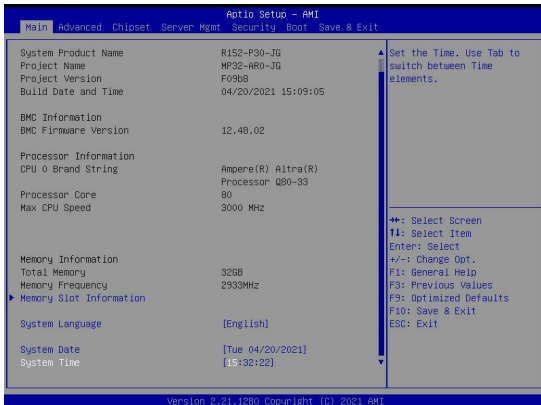 Aptio Setup - AMI
Main Advanced Chipset Server Mgmt Security Boot Save & Exit
System Product Name R152-P30-JG
Project Name MP32-AR0-JG
Project Version F09b8
Build Date and Time 04/20/2021 15:09:05
BMC Information
BMC Firmware Version 12.48.02
Processor Information
CPU 0 Brand String Ampere(R) Altra(R)
Processor Q80-33
Processor Core 80
Max CPU Speed 3000 MHz
Memory Information
Total Memory 32GB
Memory Frequency 2933MHz
Memory Slot Information
System Language [English]
System Date [Tue 04/20/2021]
System Time [15:32:22]
Set the Time. Use Tab to
switch between Time
elements.
→←: Select Screen
↑↓: Select Item
Enter: Select
+/-: Change Opt.
F1: General Help
F3: Previous Values
F9: Optimized Defaults
F10: Save & Exit
ESC: Exit
Version 2.21.1280 Copyright (C) 2021 AMI